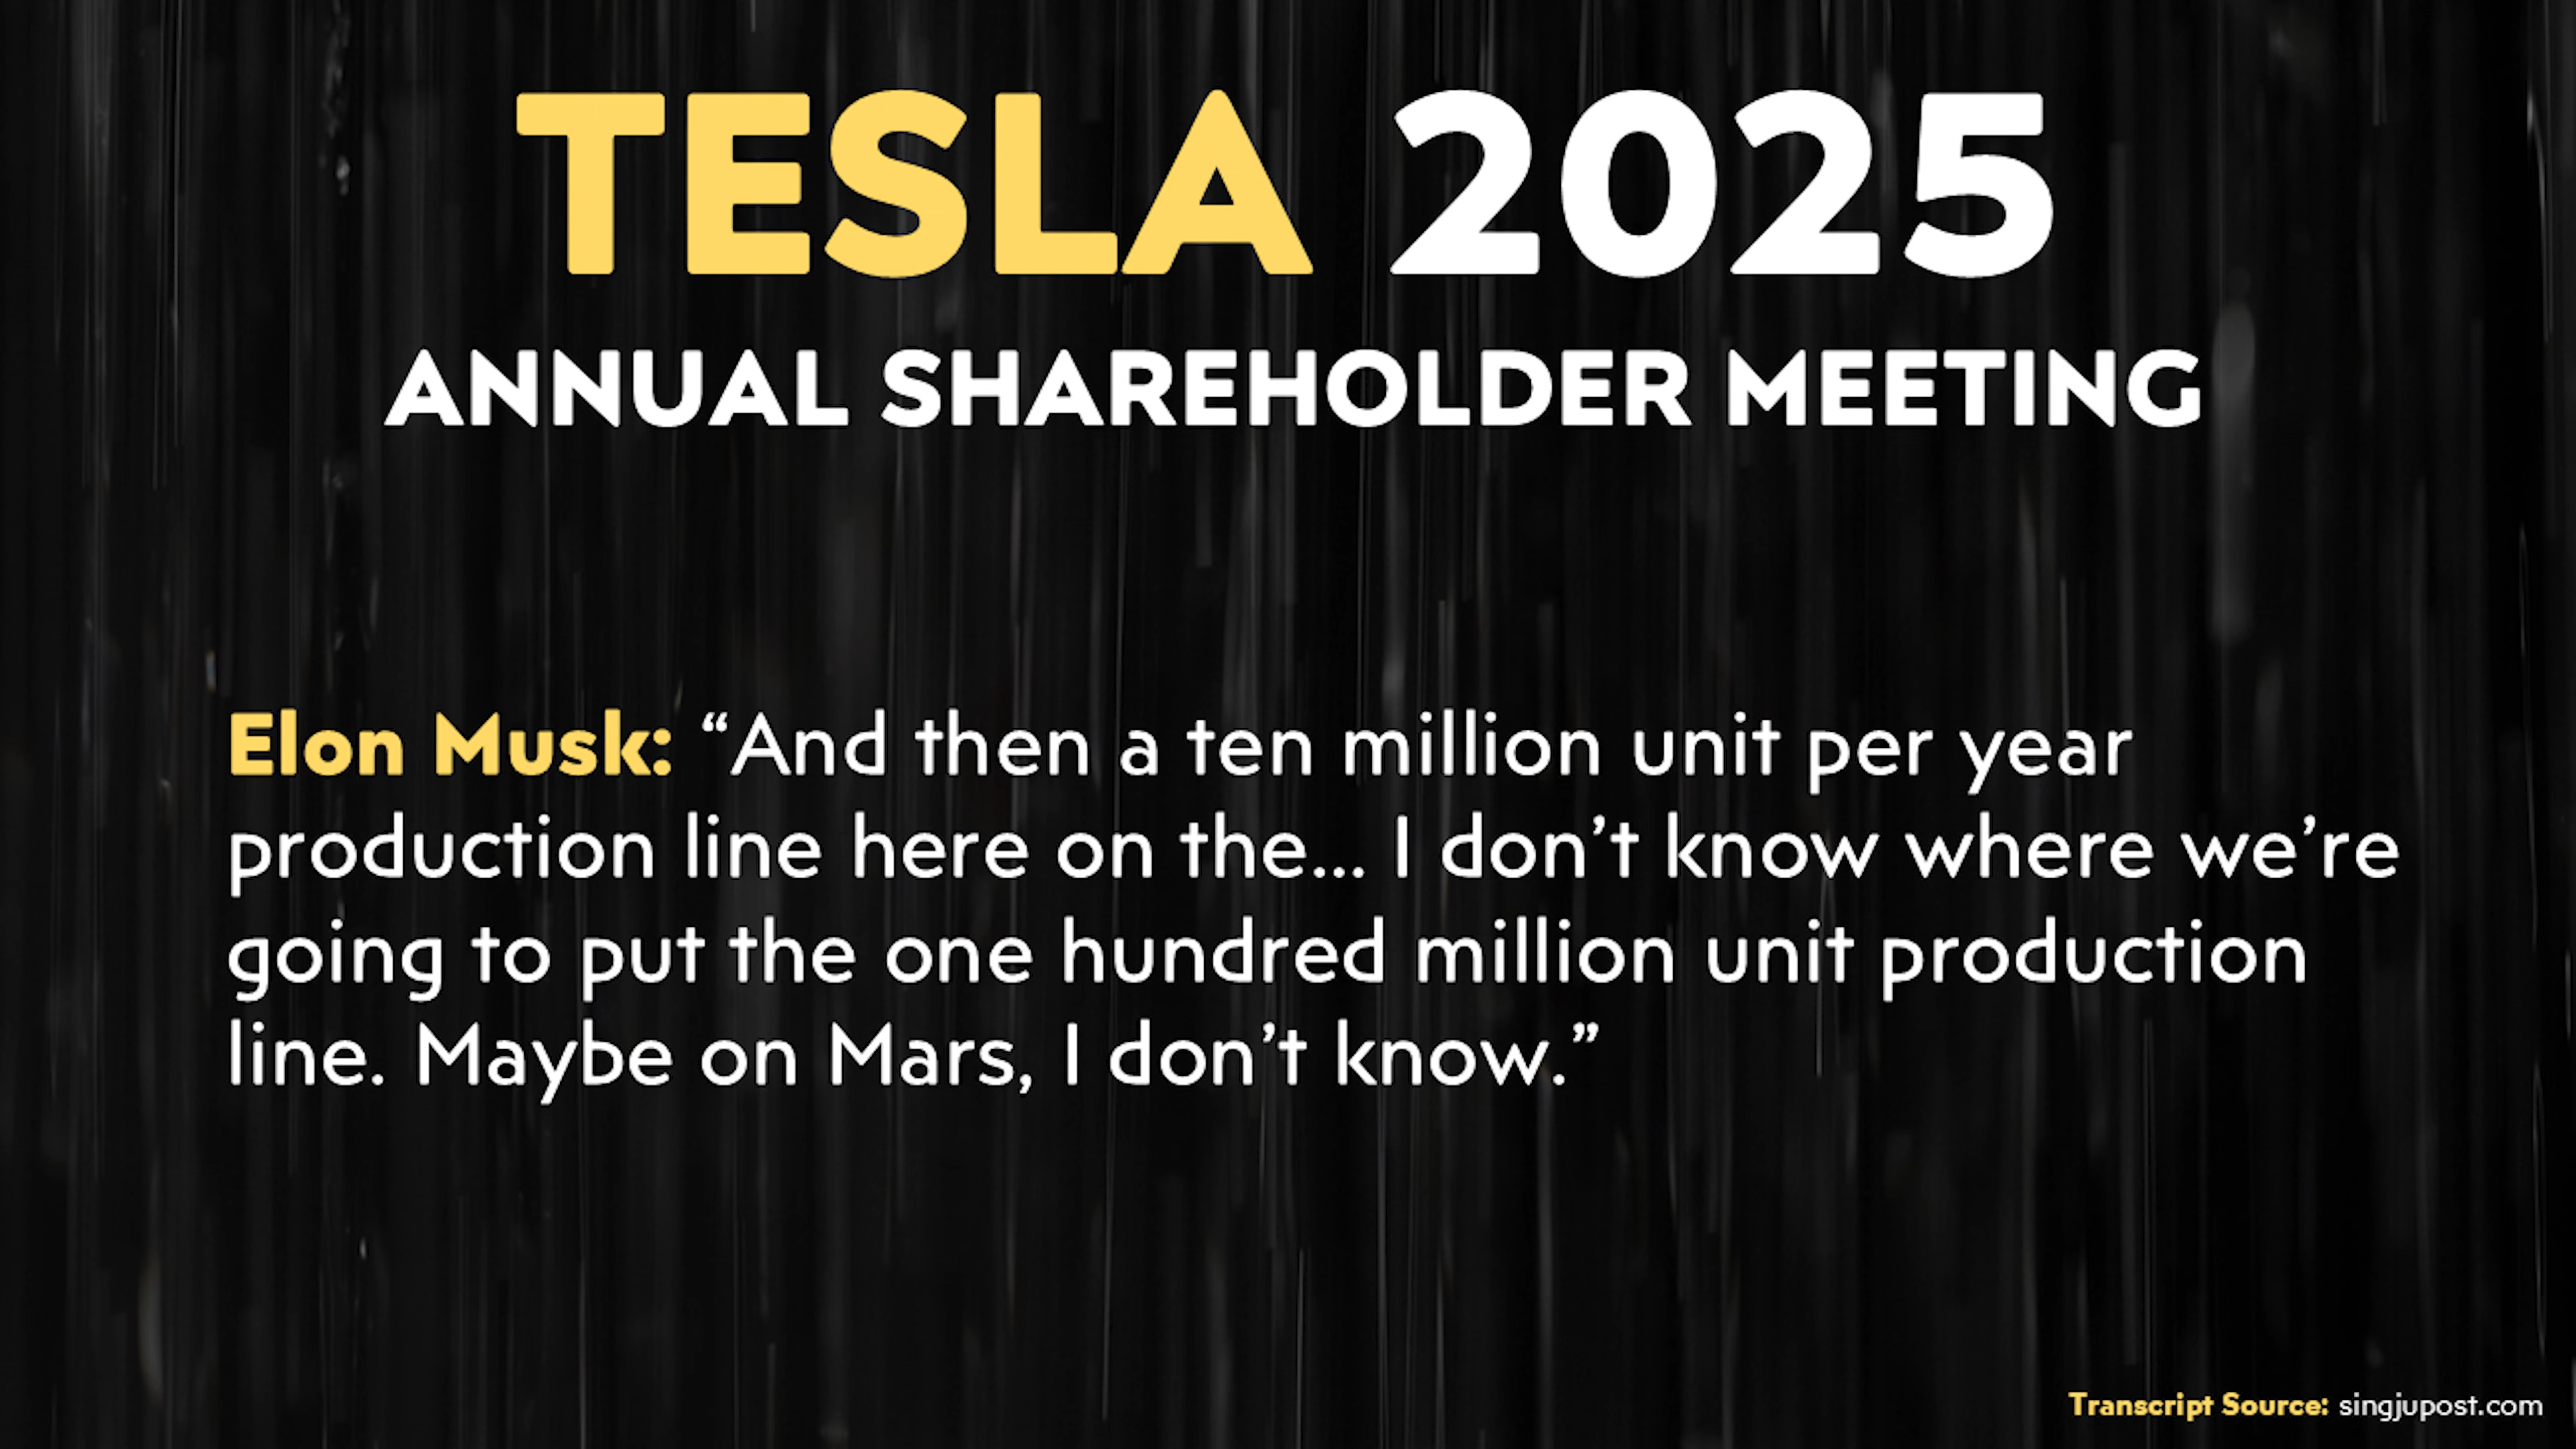 TESLA 2025
ANNUAL SHAREHOLDER MEETING
Elon Musk: “And then a ten million unit per year
production line here on the... I don’t know where we’re
going to put the one hundred million unit production
line. Maybe on Mars, I don’t know.”
Transcript Source: singjupost.com